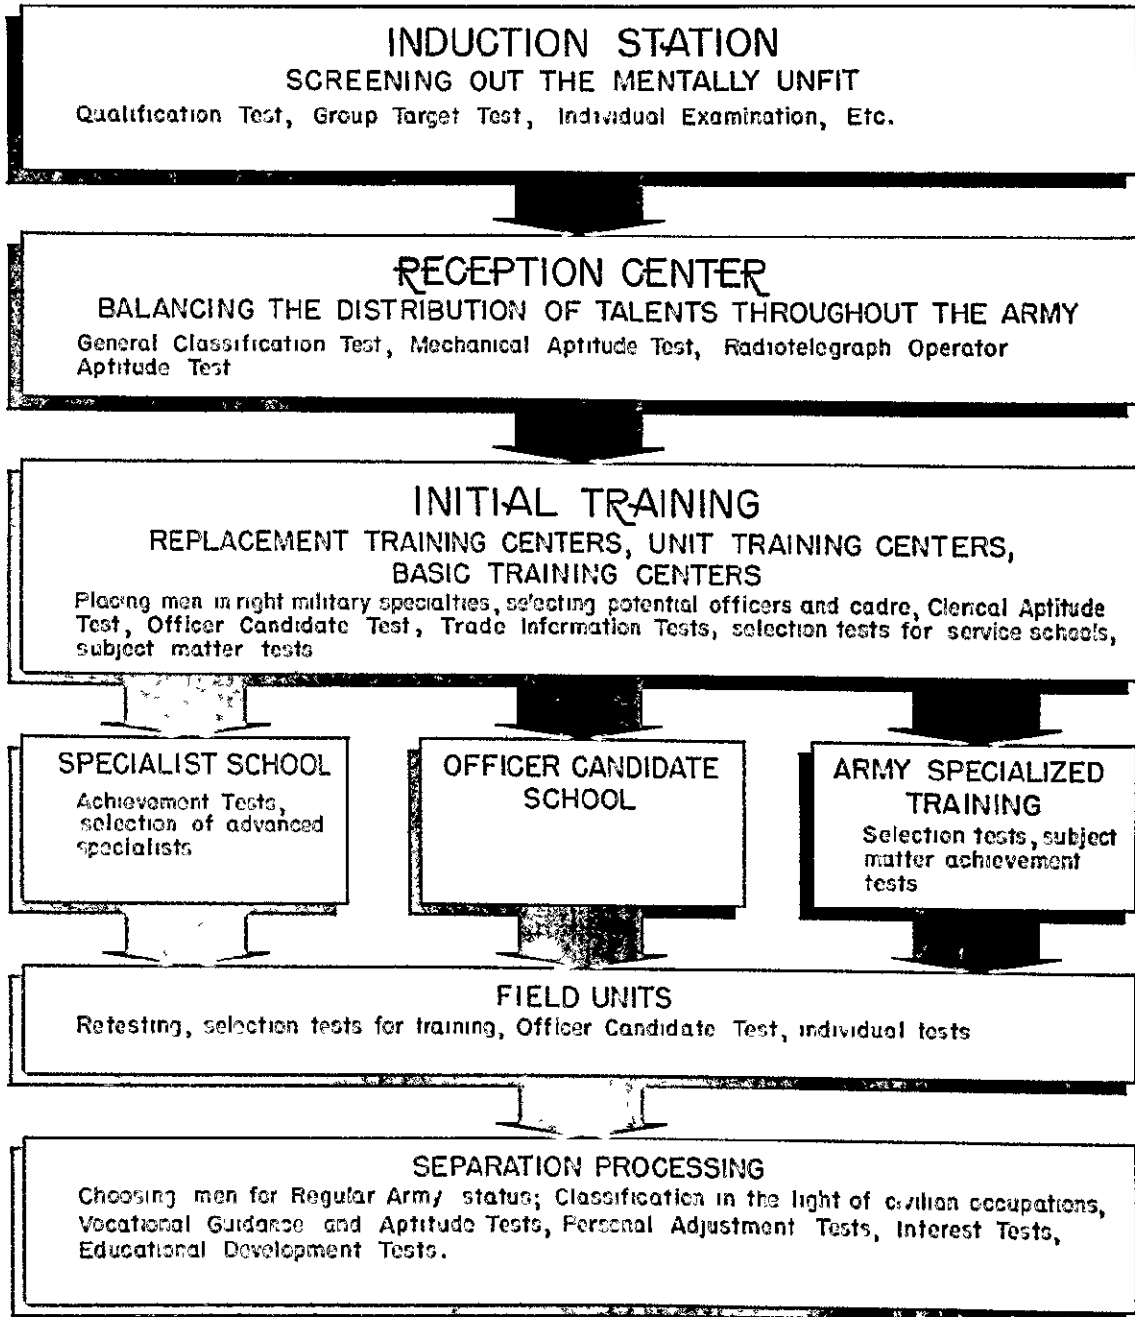 INDUCTION STATION
SCREENING OUT THE MENTALLY UNFIT
Qualification Test, Group Target Test, Individual Examination, Etc.
RECEPTION CENTER
BALANCING THE DISTRIBUTION OF TALENTS THROUGHOUT THE ARMY
General Classification Test, Mechanical Aptitude Test, Radiotelegraph Operator
Aptitude Test
INITIAL TRAINING
REPLACEMENT TRAINING CENTERS, UNIT TRAINING CENTERS,
BASIC TRAINING CENTERS
Placing men in right military specialties, selecting potential officers and cadre, Clerical Aptitude
Test, Officer Candidate Test, Trade Information Tests, selection tests for service schools,
subject matter tests
SPECIALIST SCHOOL
Achievement Tests,
selection of advanced
specialists
OFFICER CANDIDATE
SCHOOL
ARMY SPECIALIZED
TRAINING
Selection tests, subject
matter achievement
tests
FIELD UNITS
Retesting, selection tests for training, Officer Candidate Test, individual tests
SEPARATION PROCESSING
Choosing men for Regular Army status; Classification in the light of civilian occupations,
Vocational Guidance and Aptitude Tests, Personal Adjustment Tests, Interest Tests,
Educational Development Tests.